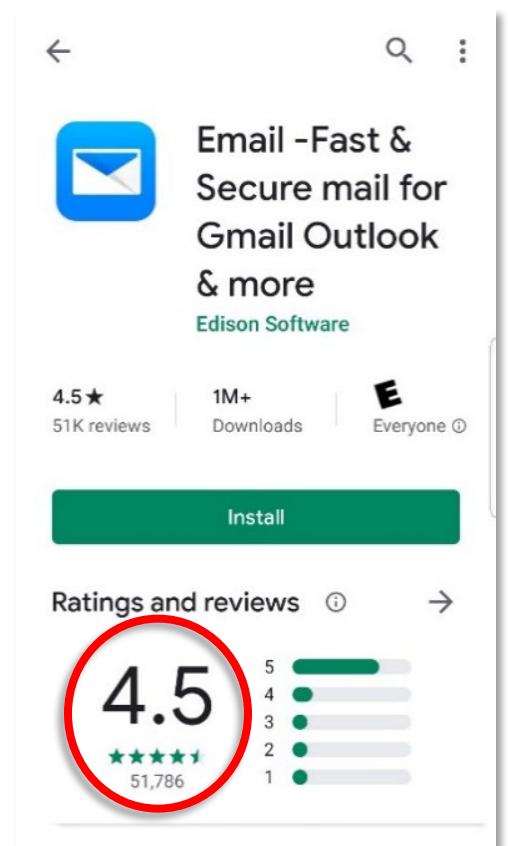 Email -Fast &
Secure mail for
Gmail Outlook
& more
Edison Software
4.5★ 1M+ E
51K reviews Downloads Everyone
Install
Ratings and reviews
4.5
51,786
5
4
3
2
1